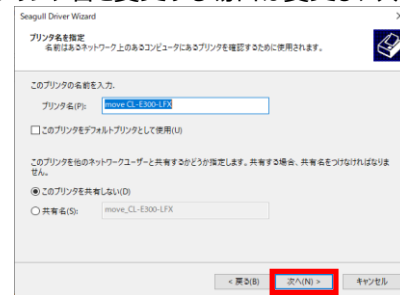 Seagull Driver Wizard
プリンタ名を指定
名前はあるネットワーク上のあるコンピュータにあるプリンタを確認するために使用されます。
このプリンタの名前を入力.
プリンタ名(P):
move CL-E300-LFX
このプリンタをデフォルトプリンタとして使用(U)
このプリンタを他のネットワークユーザーと共有するかどうか指定します。共有する場合、共有名をつけなければなりま
せん。
このプリンタを共有しない(D)
共有名(S):
move_CL-E300-LFX
< 戻る(B)
次へ(N) >
キャンセル